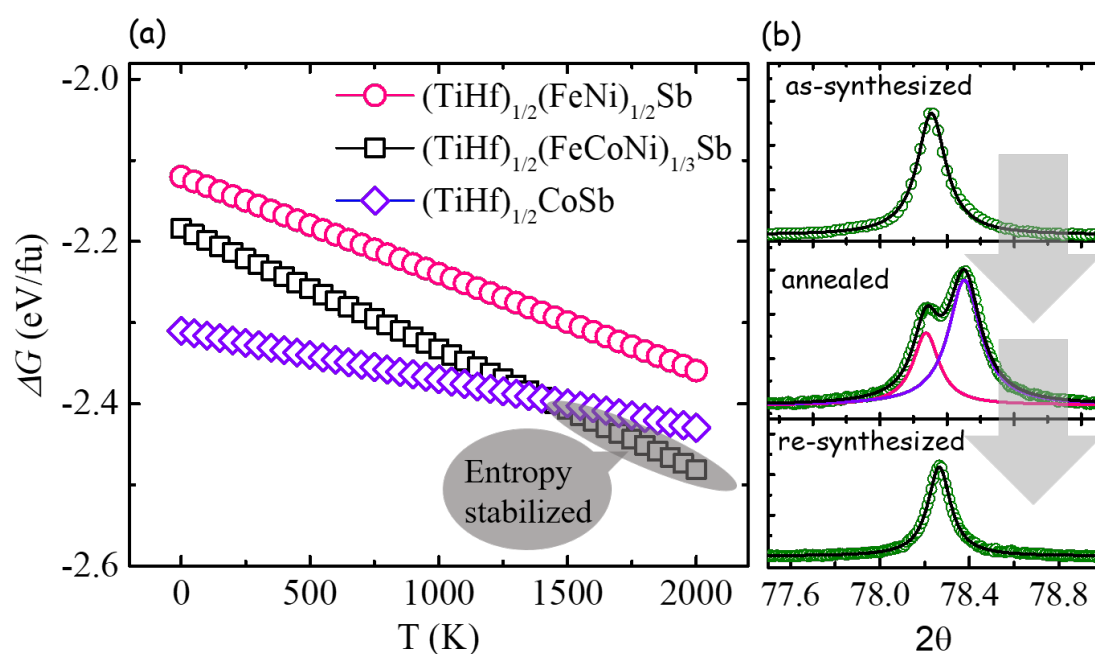 (a)
-2.0
-2.2
-2.4
-2.6
ΔG (eV/fu)
(TiHf)1/2(FeNi)1/2Sb
(TiHf)1/2(FeCoNi)1/3Sb
(TiHf)1/2CoSb
Entropy
stabilized
0 500 1000 1500 2000
T (K)
(b)
as-synthesized
annealed
re-synthesized
77.6 78.0 78.4 78.8
2θ